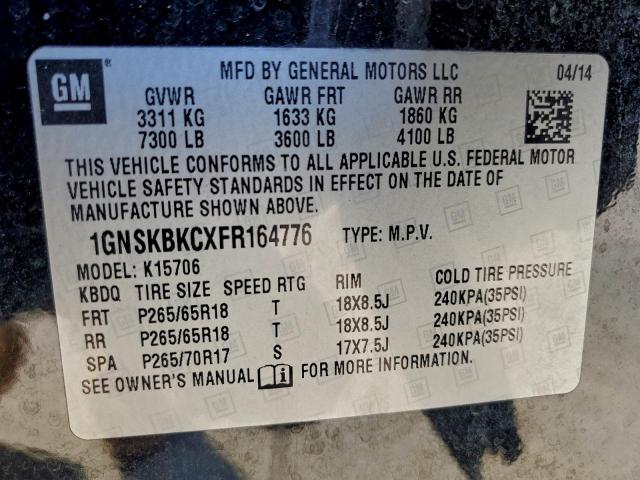 GM
MFD BY GENERAL MOTORS LLC 04/14
GVWR GAWR FRT GAWR RR
3311 KG 1633 KG 1860 KG
7300 LB 3600 LB 4100 LB
THIS VEHICLE CONFORMS TO ALL APPLICABLE U.S. FEDERAL MOTOR
VEHICLE SAFETY STANDARDS IN EFFECT ON THE DATE OF
MANUFACTURE SHOWN ABOVE.
1GNSKBKCXFR164776 TYPE: M.P.V.
MODEL: K15706
KBDQ TIRE SIZE SPEED RTG RIM COLD TIRE PRESSURE
FRT P265/65R18 T 18X8.5J 240KPA(35PSI)
RR P265/65R18 T 18X8.5J 240KPA(35PSI)
SPA P265/70R17 S 17X7.5J 240KPA(35PSI)
SEE OWNER'S MANUAL i FOR MORE INFORMATION.